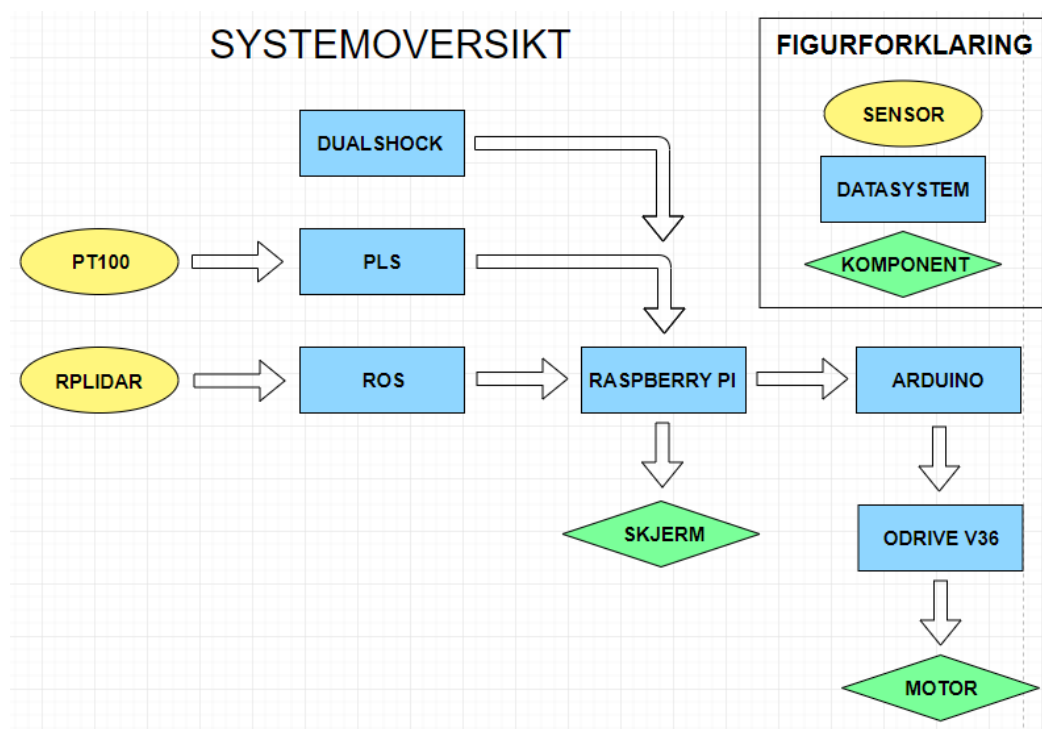 SYSTEMOVERSIKT
FIGURFORKLARING
SENSOR
DATASYSTEM
KOMPONENT
DUALSHOCK
PT100
PLS
RPLIDAR
ROS
RASPBERRY PI
ARDUINO
SKJERM
ODRIVE V36
MOTOR